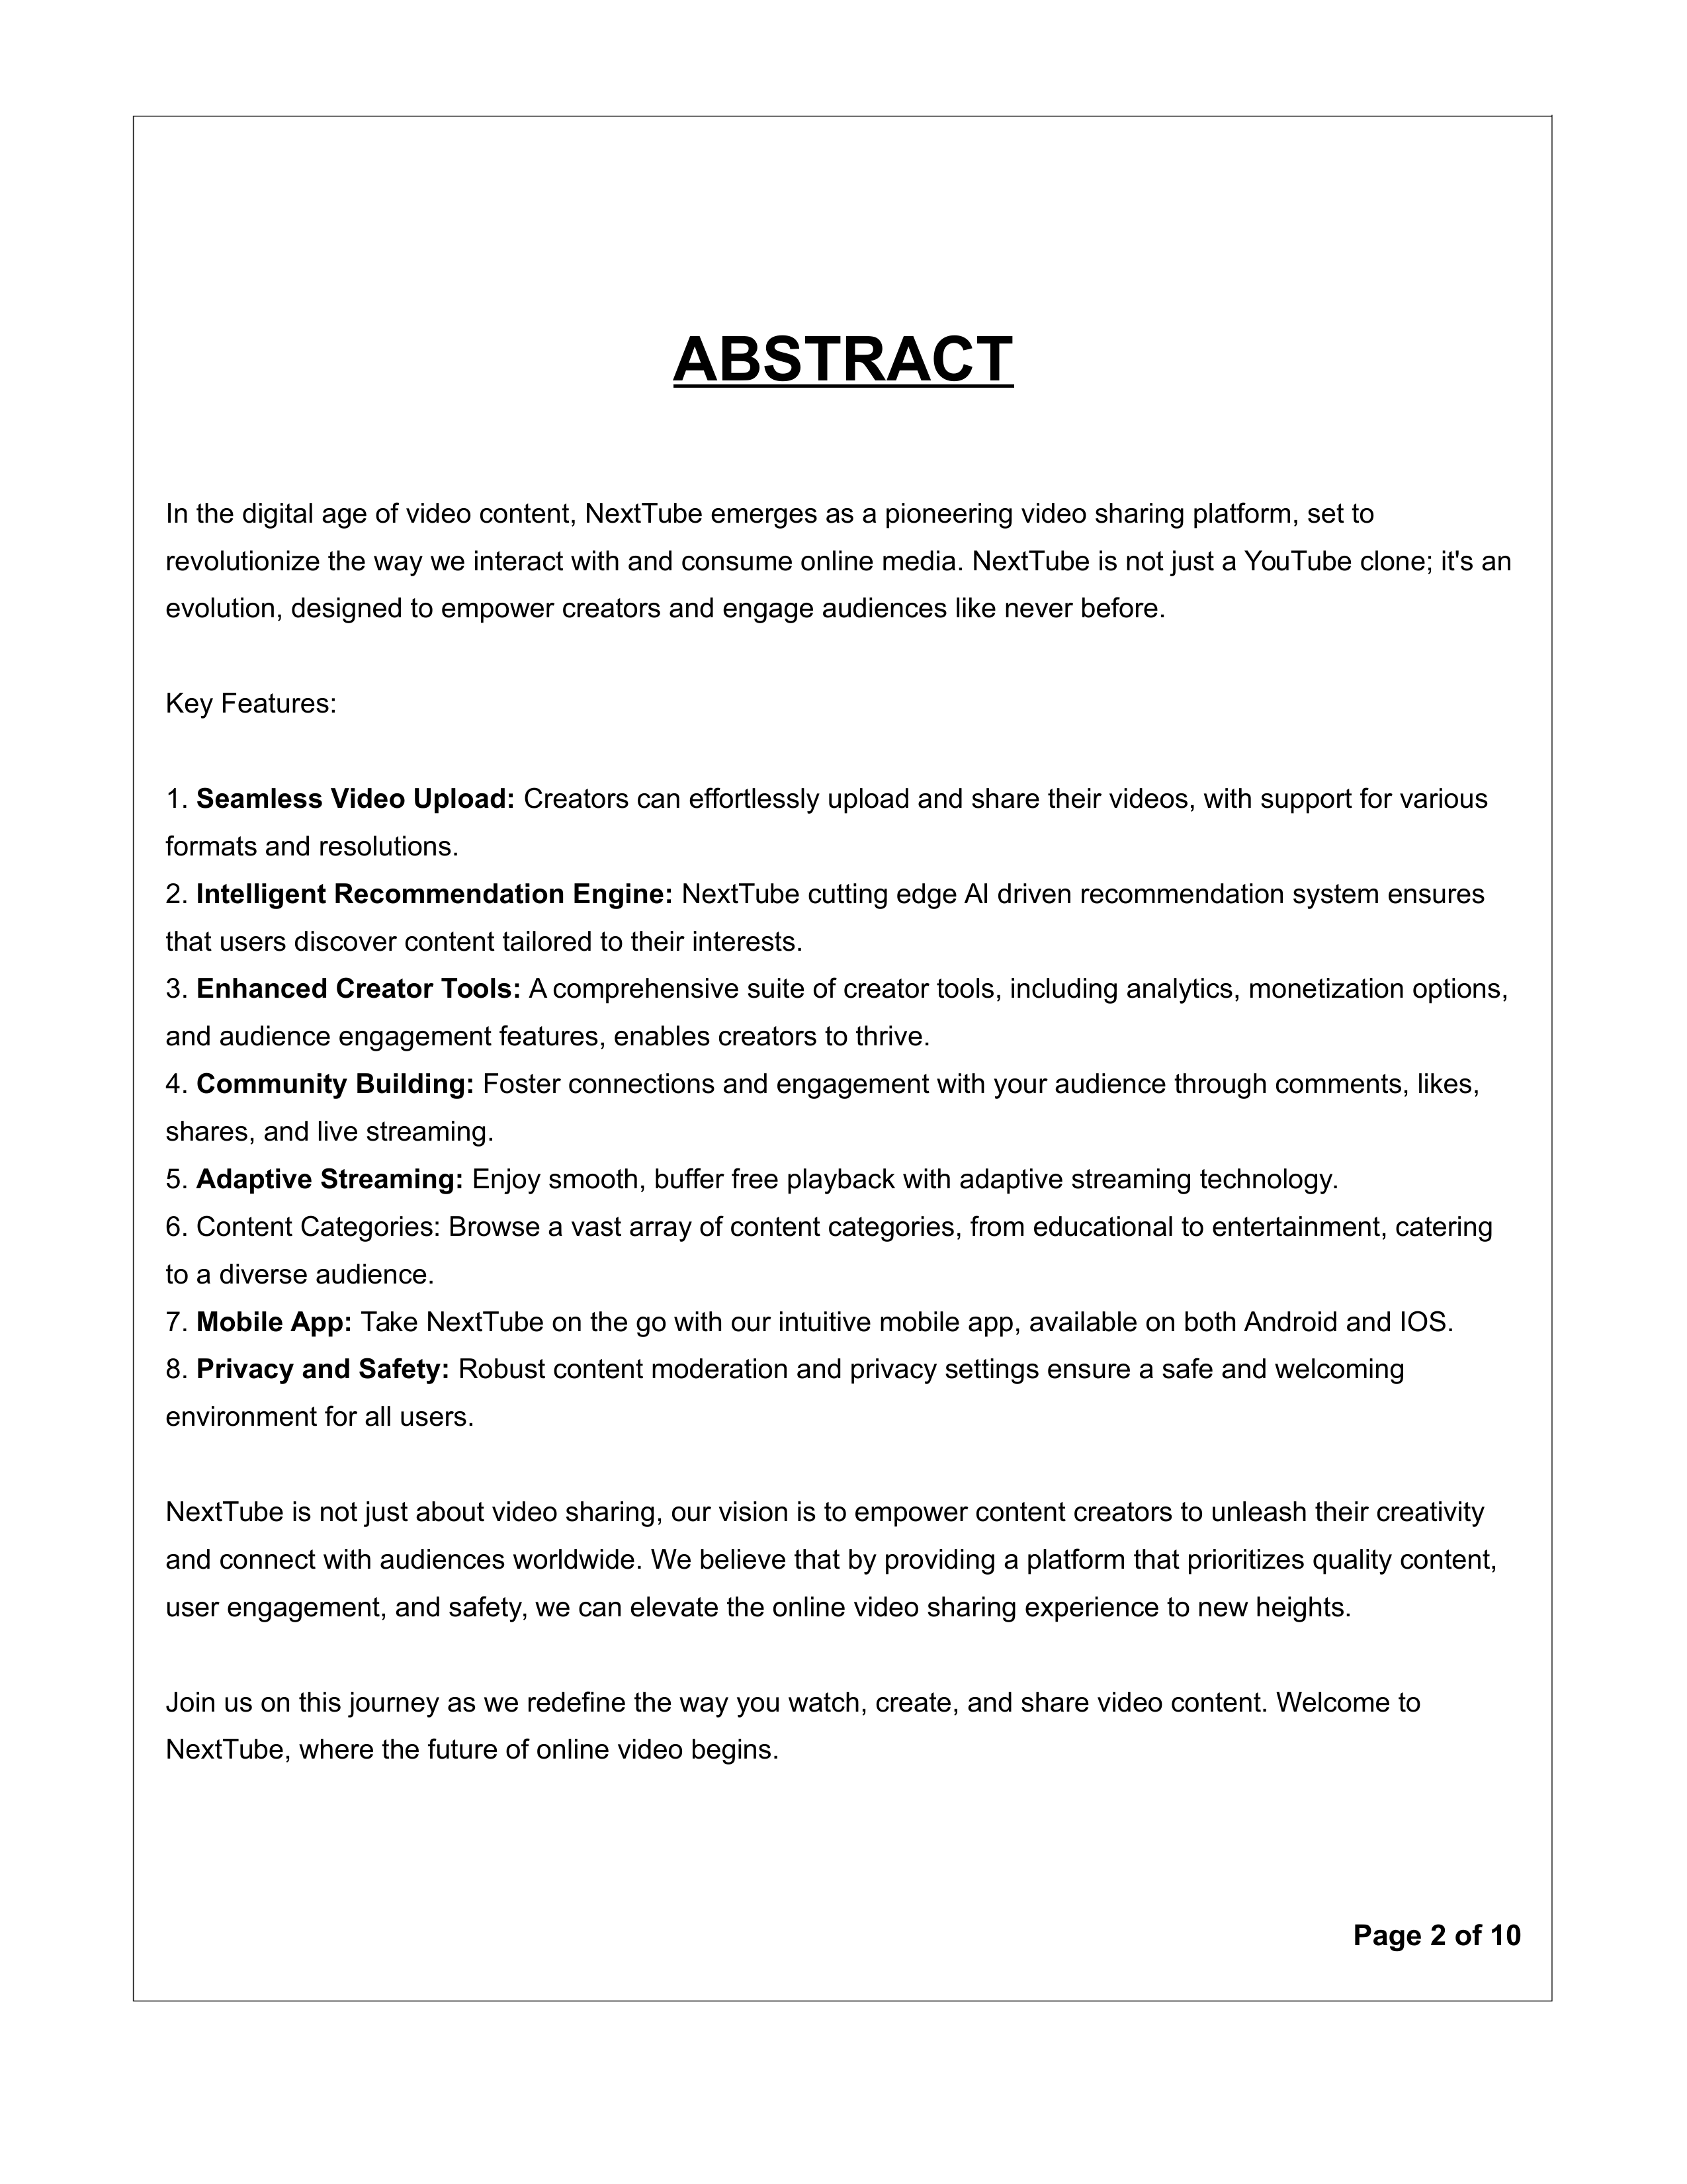 ABSTRACT
In the digital age of video content, NextTube emerges as a pioneering video sharing platform, set to
revolutionize the way we interact with and consume online media. NextTube is not just a YouTube clone; it's an
evolution, designed to empower creators and engage audiences like never before.
Key Features:
1. Seamless Video Upload: Creators can effortlessly upload and share their videos, with support for various
formats and resolutions.
2. Intelligent Recommendation Engine: NextTube cutting edge AI driven recommendation system ensures
that users discover content tailored to their interests.
3. Enhanced Creator Tools: A comprehensive suite of creator tools, including analytics, monetization options,
and audience engagement features, enables creators to thrive.
4. Community Building: Foster connections and engagement with your audience through comments, likes,
shares, and live streaming.
5. Adaptive Streaming: Enjoy smooth, buffer free playback with adaptive streaming technology.
6. Content Categories: Browse a vast array of content categories, from educational to entertainment, catering
to a diverse audience.
7. Mobile App: Take NextTube on the go with our intuitive mobile app, available on both Android and IOS.
8. Privacy and Safety: Robust content moderation and privacy settings ensure a safe and welcoming
environment for all users.
NextTube is not just about video sharing, our vision is to empower content creators to unleash their creativity
and connect with audiences worldwide. We believe that by providing a platform that prioritizes quality content,
user engagement, and safety, we can elevate the online video sharing experience to new heights.
Join us on this journey as we redefine the way you watch, create, and share video content. Welcome to
NextTube, where the future of online video begins.
Page 2 of 10